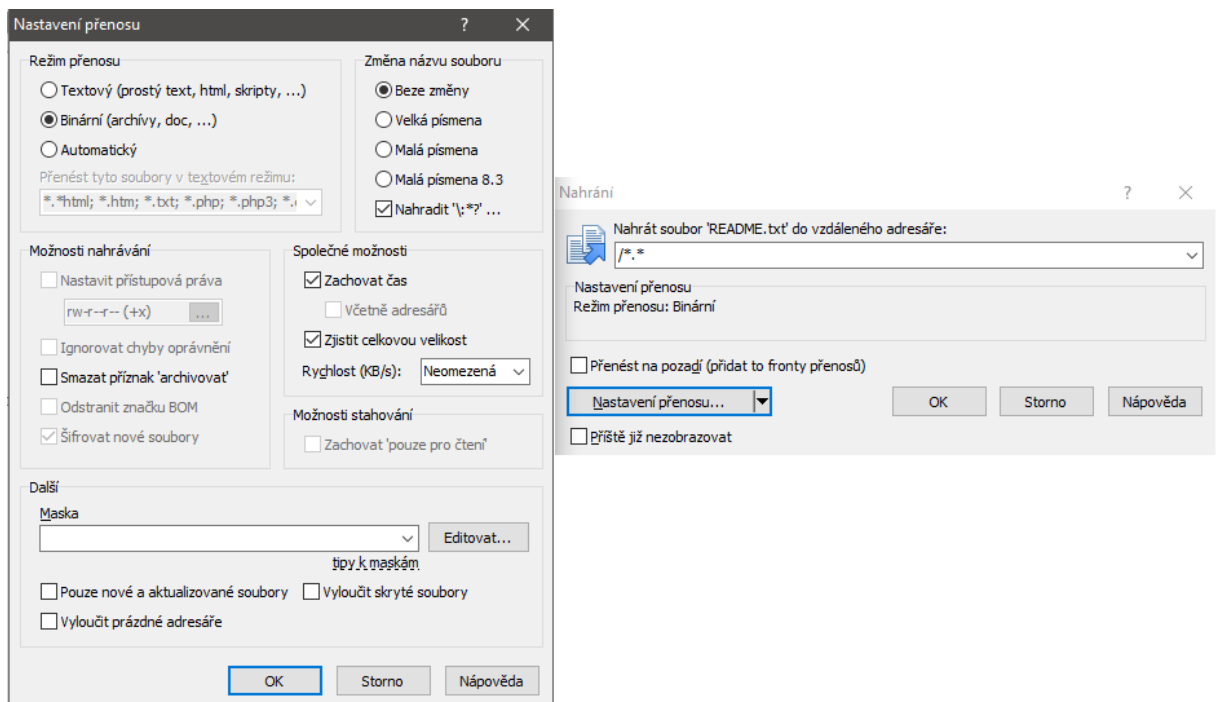 Nastavení přenosu
Režim přenosu
Textový (prostý text, html, skripty, ...)
Binární (archívy, doc, ...)
Automatický
Přenést tyto soubory v textovém režimu:
*.*html; *.htm; *.txt; *.php; *.php3; *.
Změna názvu souboru
Beze změny
Velká písmena
Malá písmena
Malá písmena 8.3
Nahradit '\:*?' ...
Možnosti nahrávání
Nastavit přístupová práva
rw-r--r-- (+x)
...
Ignorovat chyby oprávnění
Smazat příznak 'archivovat'
Odstranit značku BOM
Šifrovat nové soubory
Společné možnosti
Zachovat čas
Včetně adresářů
Zjistit celkovou velikost
Rychlost (KB/s): Neomezená
Možnosti stahování
Zachovat 'pouze pro čtení'
Další
Maska
Editovat...
tipy k maskám
Pouze nové a aktualizované soubory
Vyloučit skryté soubory
Vyloučit prázdné adresáře
OK Storno Nápověda
Nahrání
Nahrát soubor 'README.txt' do vzdáleného adresáře:
/*.*
Nastavení přenosu
Režim přenosu: Binární
Přenést na pozadí (přidat to fronty přenosů)
Nastavení přenosu... OK Storno Nápověda
Příště již nezobrazovat